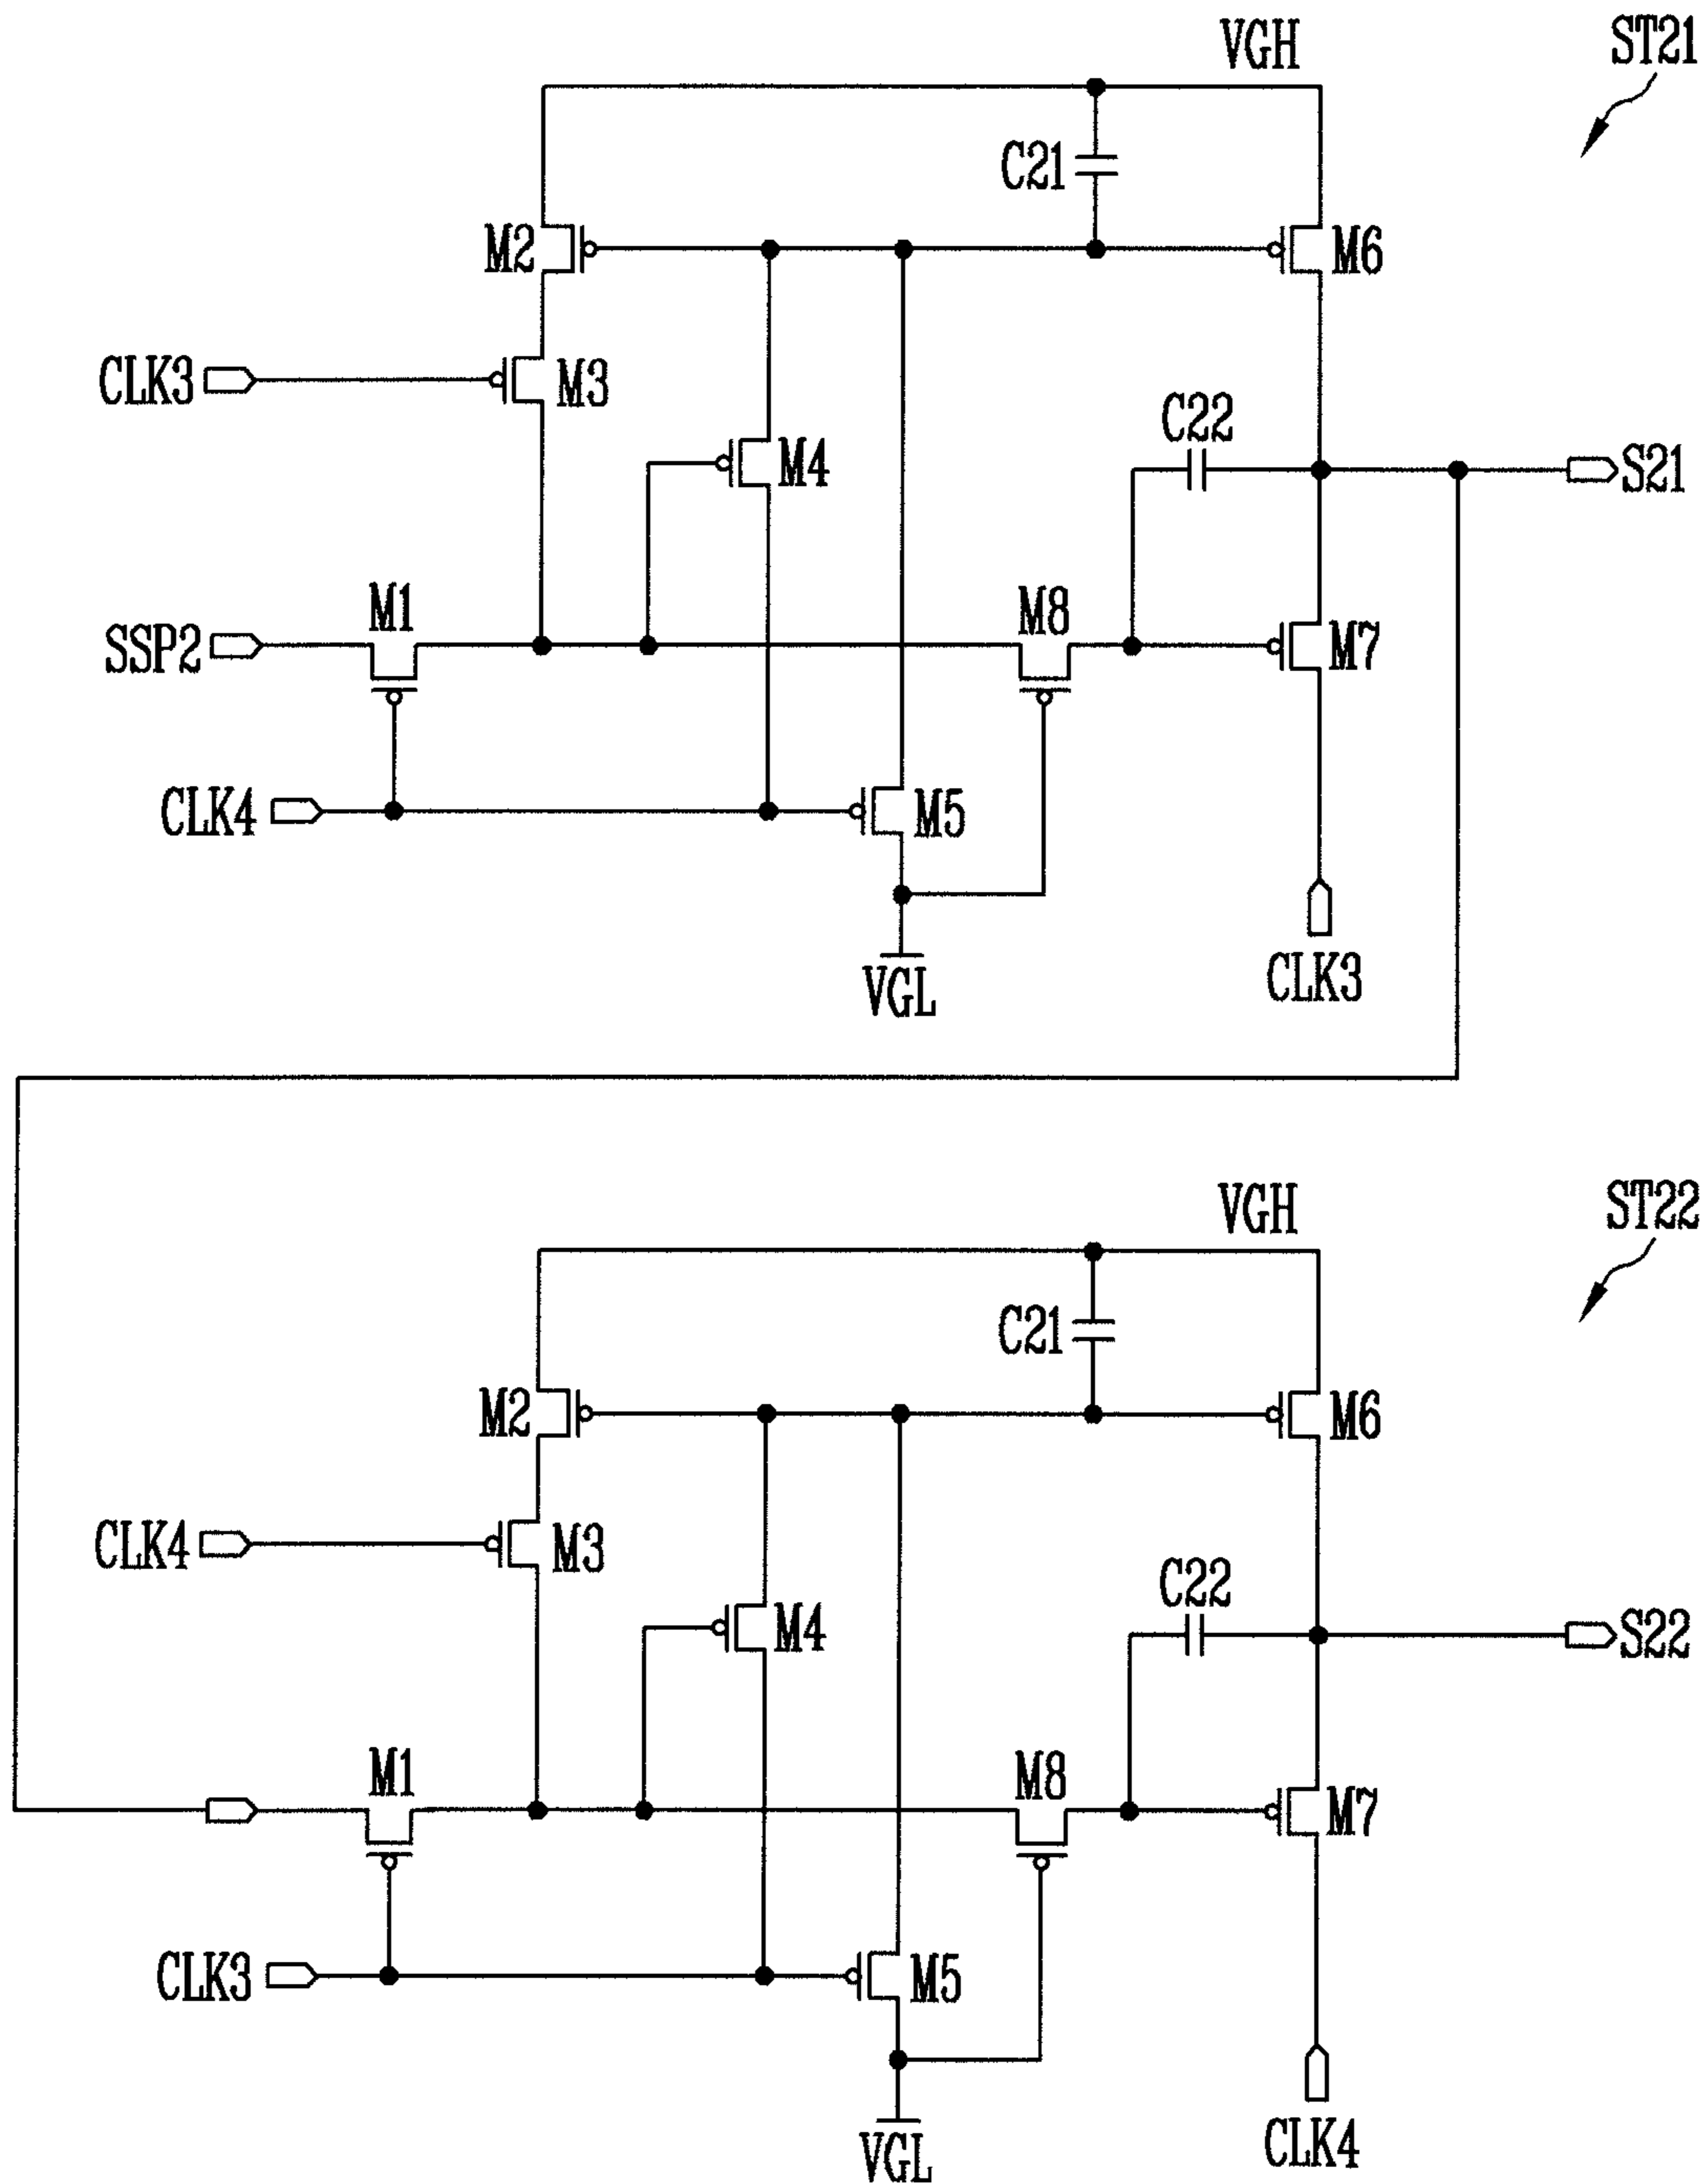 VGH
ST21
C21
M2
M6
CLK3
M3
C22
M4
S21
M1
M8
SSP2
M7
CLK4
M5
VGL
CLK3
VGH
ST22
C21
M2
M6
CLK4
M3
C22
M4
S22
M1
M8
M7
CLK3
M5
VGL
CLK4